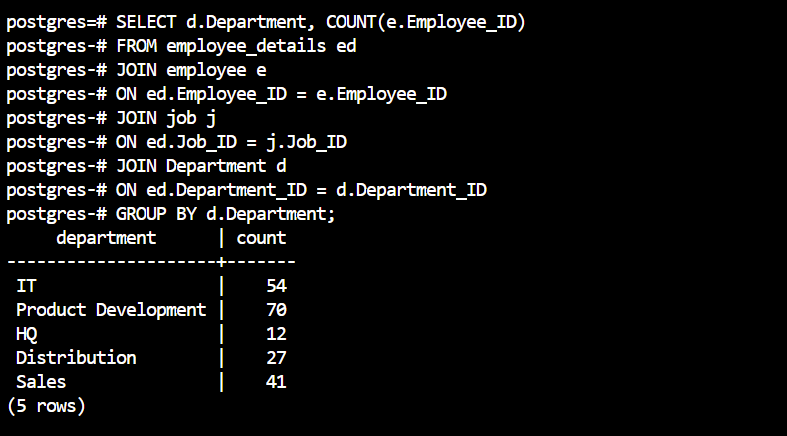 postgres=# SELECT d.Department, COUNT(e.Employee_ID)
postgres-# FROM employee_details ed
postgres-# JOIN employee e
postgres-# ON ed.Employee_ID = e.Employee_ID
postgres-# JOIN job j
postgres-# ON ed.Job_ID = j.Job_ID
postgres-# JOIN Department d
postgres-# ON ed.Department_ID = d.Department_ID
postgres-# GROUP BY d.Department;
     department      | count
---------------------+-------
 IT                  |    54
 Product Development |    70
 HQ                  |    12
 Distribution        |    27
 Sales               |    41
(5 rows)